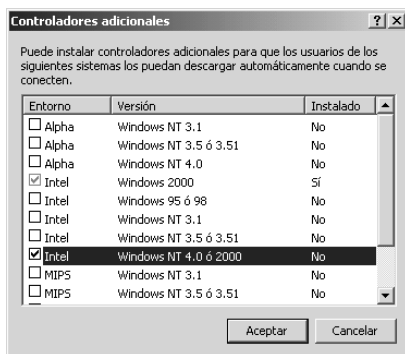 Controladores adicionales
Puede instalar controladores adicionales para que los usuarios de los
siguientes sistemas los puedan descargar automáticamente cuando se
conecten.
Entorno Versión Instalado
Alpha Windows NT 3.1 No
Alpha Windows NT 3.5 ó 3.51 No
Alpha Windows NT 4.0 No
Intel Windows 2000 Sí
Intel Windows 95 ó 98 No
Intel Windows NT 3.1 No
Intel Windows NT 3.5 ó 3.51 No
Intel Windows NT 4.0 ó 2000 No
MIPS Windows NT 3.1 No
MIPS Windows NT 3.5 ó 3.51 No
Aceptar Cancelar